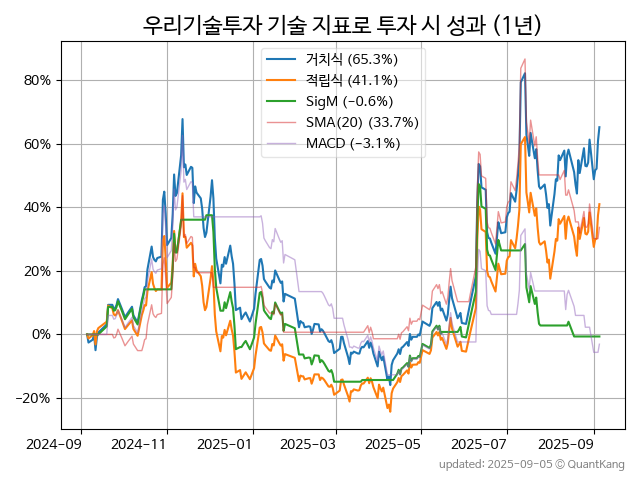 우리기술투자 기술 지표로 투자 시 성과 (1년)
거치식 (65.3%)
적립식 (41.1%)
SigM (−0.6%)
SMA(20) (33.7%)
MACD (−3.1%)
80%
60%
40%
20%
0%
−20%
2024-09
2024-11
2025-01
2025-03
2025-05
2025-07
2025-09
updated: 2025-09-05 ⓒ QuantKang